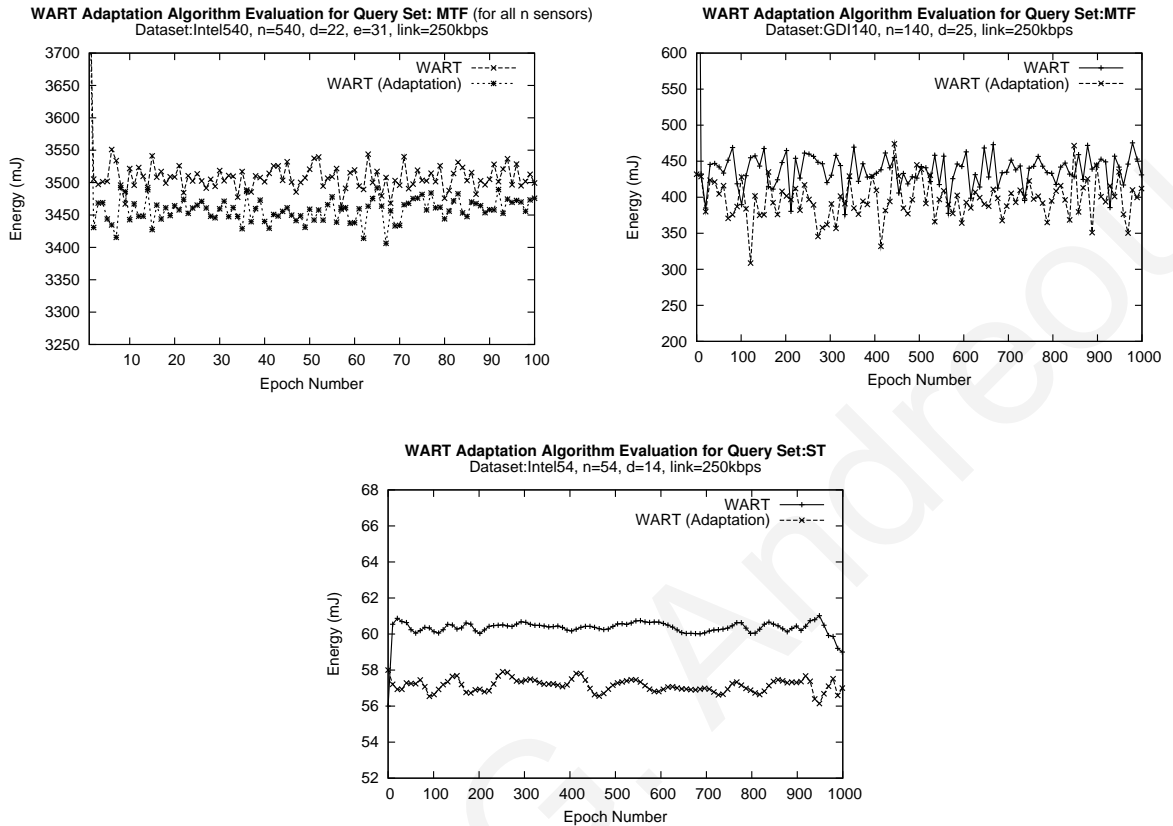 WART Adaptation Algorithm Evaluation for Query Set: MTF (for all n sensors)
Dataset:Intel540, n=540, d=22, e=31, link=250kbps
3700
3650
3600
3550
3500
3450
3400
3350
3300
3250
Energy (mJ)
WART
WART (Adaptation)
10 20 30 40 50 60 70 80 90 100
Epoch Number
WART Adaptation Algorithm Evaluation for Query Set:MTF
Dataset:GDI140, n=140, d=25, link=250kbps
600
550
500
450
400
350
300
250
200
Energy (mJ)
WART
WART (Adaptation)
0 100 200 300 400 500 600 700 800 900 1000
Epoch Number
WART Adaptation Algorithm Evaluation for Query Set:ST
Dataset:Intel54, n=54, d=14, link=250kbps
68
66
64
62
60
58
56
54
52
Energy (mJ)
WART
WART (Adaptation)
0 100 200 300 400 500 600 700 800 900 1000
Epoch Number
G. Andreou